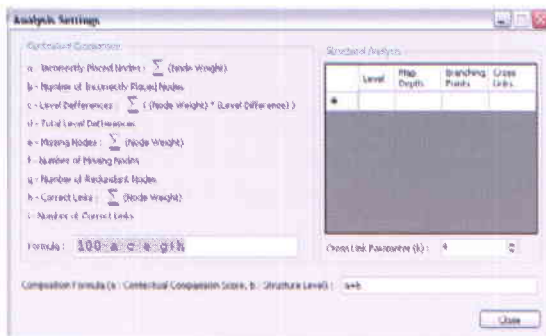 Analysis Settings
Contextual Comparison
a - Incorrectly Placed Nodes : ∑ (Node Weight)
b - Number of Incorrectly Placed Nodes
c - Level Defferences : ∑ ( (Node Weight) * (Level Difference) )
d - Total Level Defferences
e - Missing Nodes : ∑ (Node Weight)
f - Number of Missing Nodes
g - Number of Redundant Nodes
h - Correct Links : ∑ (Node Weight)
i - Number of Correct Links
Formula : 100-a-c-e-g+h
Structural Analysis
Level Map Depth Branching Points Cross Links
Cross Link Parameter (k) :
Composition Formula (a : Contextual Comparison Score, b : Structure Level) : a+b
Close